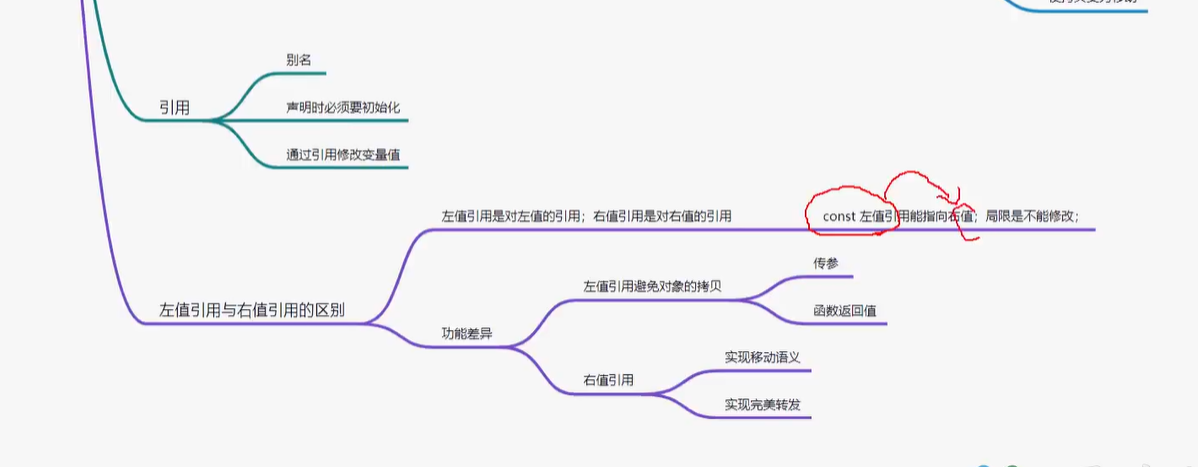 别名
引用
声明时必须要初始化
通过引用修改变量值
左值引用是对左值的引用；右值引用是对右值的引用
const 左值引用能指向右值；局限是不能修改；
左值引用与右值引用的区别
功能差异
左值引用避免对象的拷贝
传参
函数返回值
右值引用
实现移动语义
实现完美转发